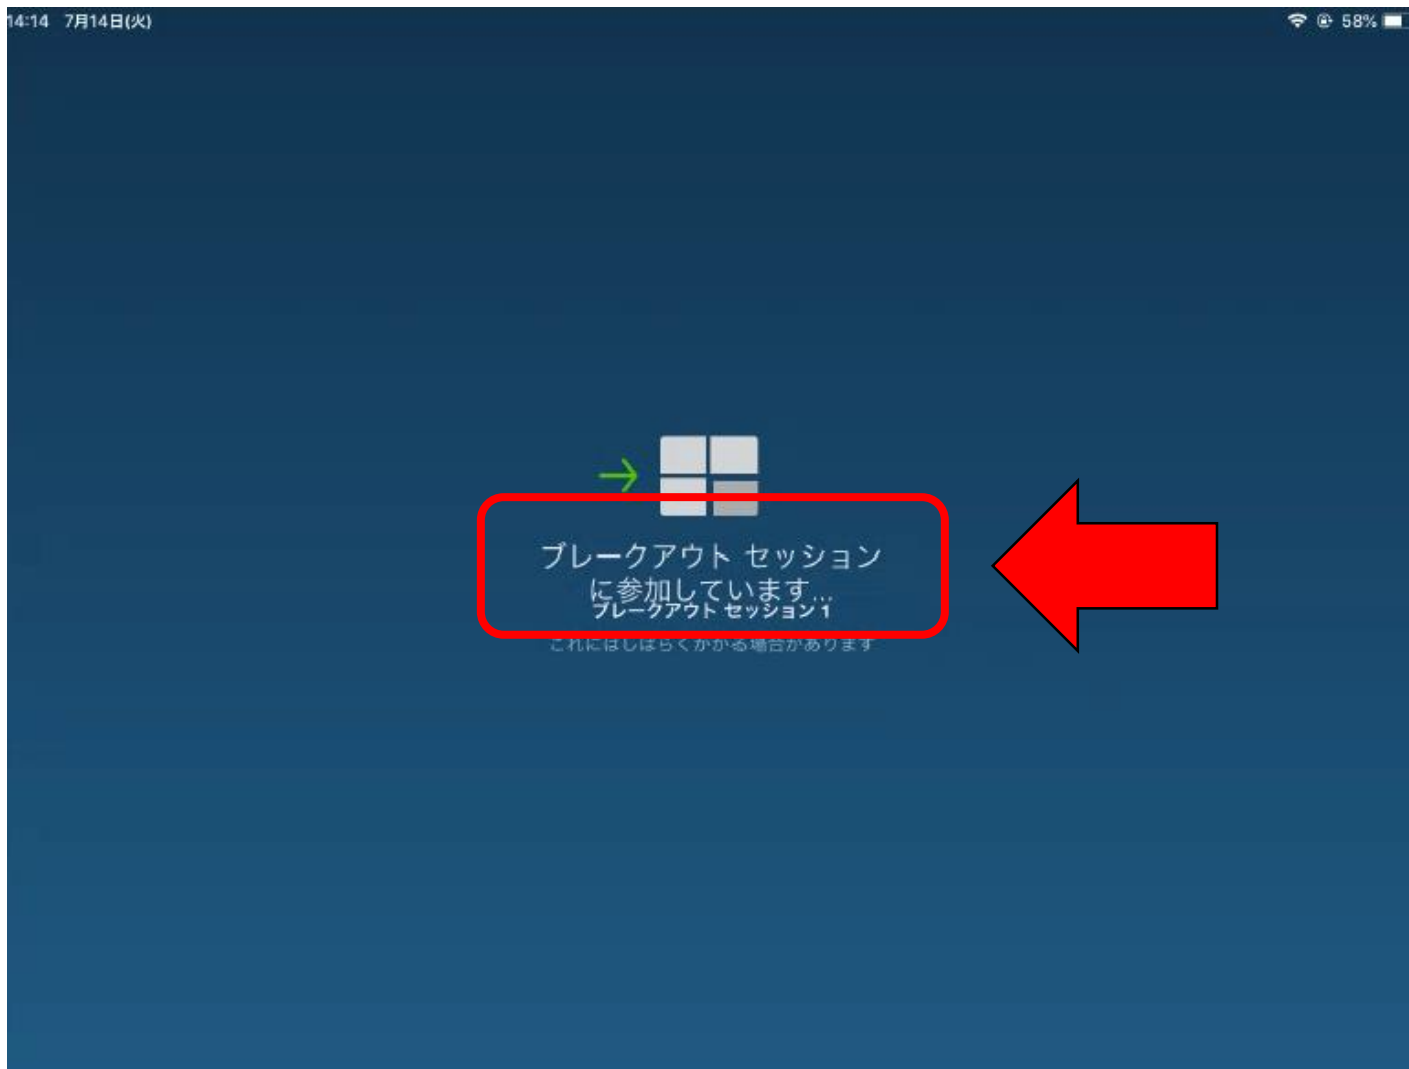 14:14 7月14日(火) 58%
ブレークアウト セッション
に参加しています...
ブレークアウト セッション 1
これにはしばらくかかる場合があります